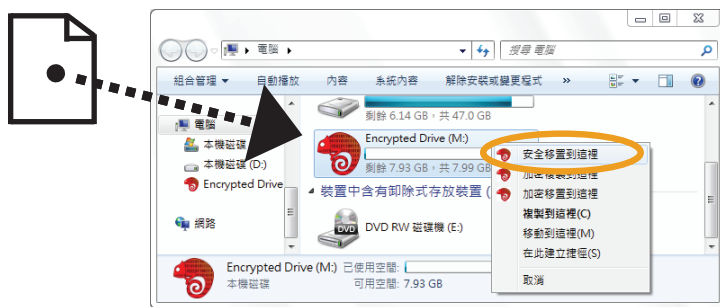 電腦
搜尋 電腦
組合管理 自動播放 內容 系統內容 解除安裝或變更程式 »
剩餘 6.14 GB，共 47.0 GB
電腦
本機磁碟
本機磁碟 (D:)
Encrypted Drive
網路
Encrypted Drive (M:)
剩餘 7.93 GB，共 7.99 GB
裝置中含有卸除式存放裝置 (
DVD
DVD RW 磁碟機 (E:)
安全移置到這裡
加密複製到這裡
加密移置到這裡
複製到這裡(C)
移動到這裡(M)
在此建立捷徑(S)
取消
Encrypted Drive (M:) 已使用空間:
本機磁碟 可用空間: 7.93 GB